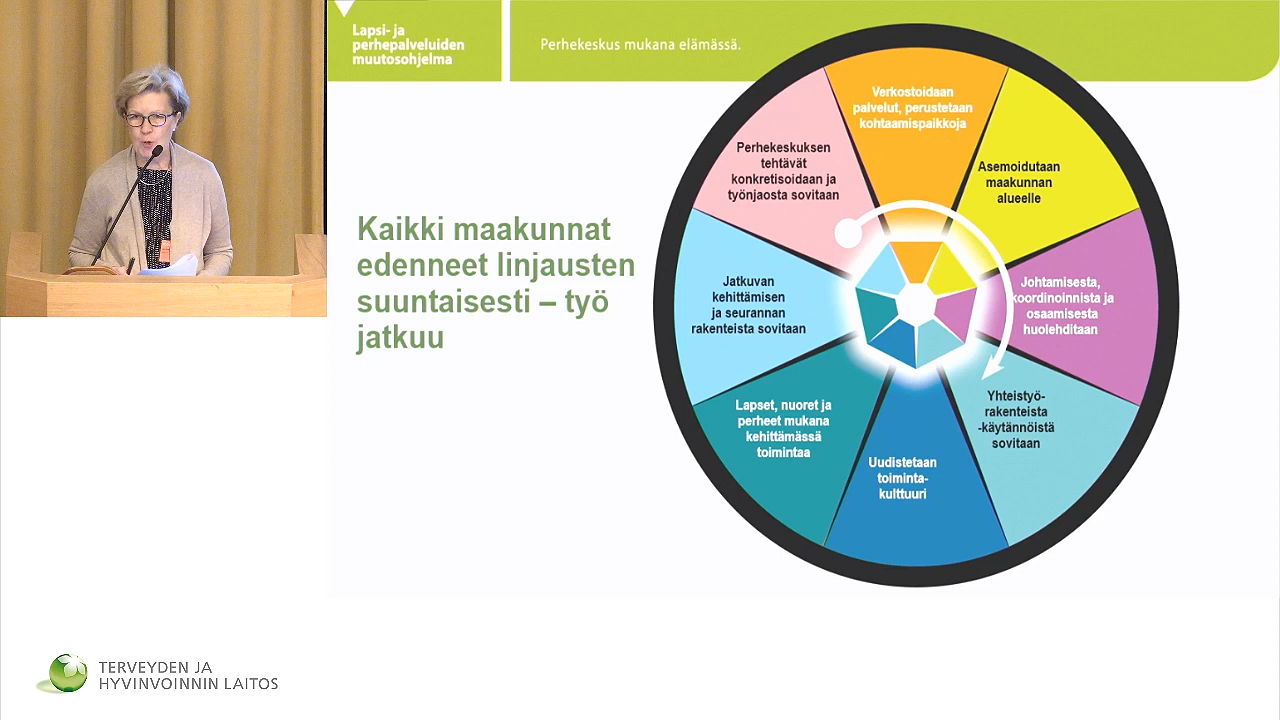 Lapsi- ja
perhepalveluiden
muutosohjelma
Perhekeskus mukana elämässä.
Kaikki maakunnat
edenneet linjausten
suuntaisesti – työ
jatkuu
Verkostoidaan
palvelut, perustetaan
kohtaamispaikkoja
Asemoidutaan
maakunnan
alueelle
Johtamisesta,
koordinoinnista ja
osaamisesta
huolehditaan
Yhteistyö-
rakenteista
-käytännöistä
sovitaan
Uudistetaan
toiminta-
kulttuuri
Lapset, nuoret ja
perheet mukana
kehittämässä
toimintaa
Jatkuvan
kehittämisen
ja seurannan
rakenteista sovitaan
Perhekeskuksen
tehtävät
konkretisoidaan ja
työnjaosta sovitaan
TERVEYDEN JA
HYVINVOINNIN LAITOS